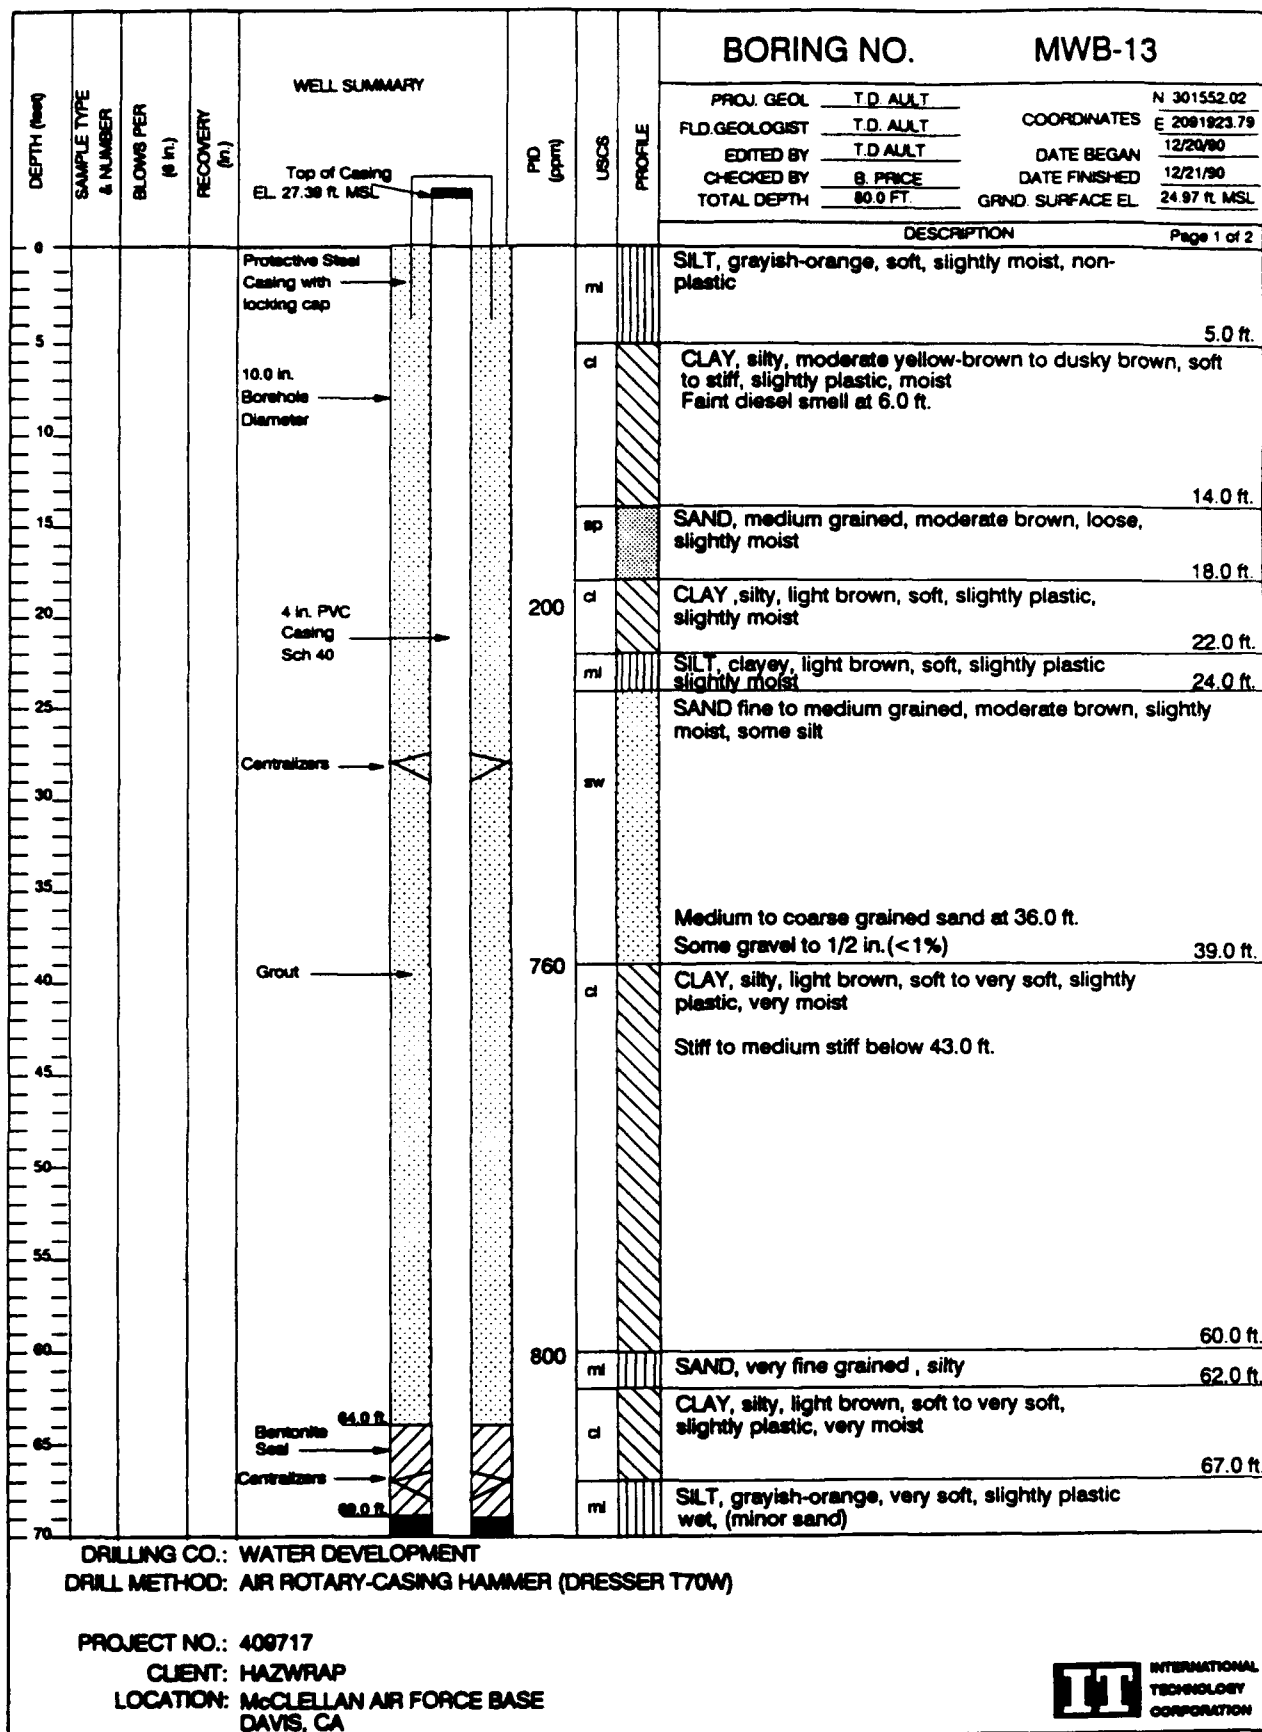 BORING NO. MWB-13
DEPTH (feet)
SAMPLE TYPE
& NUMBER
BLOWS PER
(6 in.)
RECOVERY
(in.)
WELL SUMMARY
Top of Casing
EL. 27.39 ft. MSL
PID
(ppm)
USCS
PROFILE
PROJ. GEOL T.D. AULT
FLD.GEOLOGIST T.D. AULT
EDITED BY T.D AULT
CHECKED BY B. PRICE
TOTAL DEPTH 80.0 FT.
COORDINATES N 301552.02
E 2091923.79
DATE BEGAN 12/20/90
DATE FINISHED 12/21/90
GRND. SURFACE EL. 24.97 ft. MSL
DESCRIPTION Page 1 of 2
0
Protective Steel
Casing with
locking cap
ml
SILT, grayish-orange, soft, slightly moist, non-
plastic
5.0 ft.
5
cl
CLAY, silty, moderate yellow-brown to dusky brown, soft
to stiff, slightly plastic, moist
Faint diesel smell at 6.0 ft.
10.0 in.
Borehole
Diameter
10
14.0 ft.
15
sp
SAND, medium grained, moderate brown, loose,
slightly moist
18.0 ft.
20
4 in. PVC
Casing
Sch 40
200
cl
CLAY ,silty, light brown, soft, slightly plastic,
slightly moist
22.0 ft.
ml
SILT, clayey, light brown, soft, slightly plastic
slightly moist
24.0 ft.
25
SAND fine to medium grained, moderate brown, slightly
moist, some silt
Centralizers
sw
30
35
Medium to coarse grained sand at 36.0 ft.
Some gravel to 1/2 in.(<1%)
39.0 ft.
Grout
760
40
cl
CLAY, silty, light brown, soft to very soft, slightly
plastic, very moist
Stiff to medium stiff below 43.0 ft.
45
50
55
60.0 ft.
60
800
ml
SAND, very fine grained , silty
62.0 ft.
64.0 ft.
Bentonite
Seal
65
cl
CLAY, silty, light brown, soft to very soft,
slightly plastic, very moist
67.0 ft.
Centralizers
69.0 ft.
70
ml
SILT, grayish-orange, very soft, slightly plastic
wet, (minor sand)
DRILLING CO.: WATER DEVELOPMENT
DRILL METHOD: AIR ROTARY-CASING HAMMER (DRESSER T70W)
PROJECT NO.: 409717
CLIENT: HAZWRAP
LOCATION: McCLELLAN AIR FORCE BASE
DAVIS, CA
IT INTERNATIONAL
TECHNOLOGY
CORPORATION